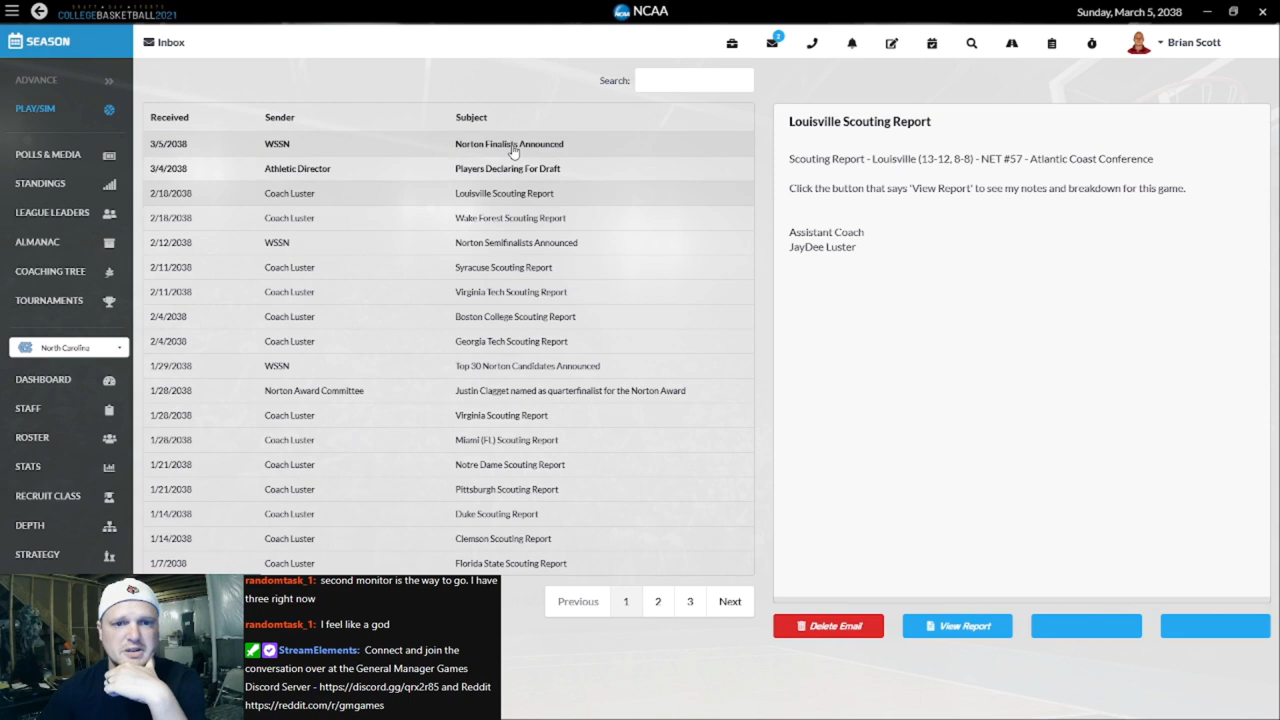 DRAFT DAY SPORTS
COLLEGEBASKETBALL2021
NCAA
Sunday, March 5, 2038
SEASON
Inbox
2
Brian Scott
ADVANCE
PLAY/SIM
POLLS & MEDIA
STANDINGS
LEAGUE LEADERS
ALMANAC
COACHING TREE
TOURNAMENTS
North Carolina
DASHBOARD
STAFF
ROSTER
STATS
RECRUIT CLASS
DEPTH
STRATEGY
Search:
Received Sender Subject
3/5/2038 WSSN Norton Finalists Announced
3/4/2038 Athletic Director Players Declaring For Draft
2/18/2038 Coach Luster Louisville Scouting Report
2/18/2038 Coach Luster Wake Forest Scouting Report
2/12/2038 WSSN Norton Semifinalists Announced
2/11/2038 Coach Luster Syracuse Scouting Report
2/11/2038 Coach Luster Virginia Tech Scouting Report
2/4/2038 Coach Luster Boston College Scouting Report
2/4/2038 Coach Luster Georgia Tech Scouting Report
1/29/2038 WSSN Top 30 Norton Candidates Announced
1/28/2038 Norton Award Committee Justin Clagget named as quarterfinalist for the Norton Award
1/28/2038 Coach Luster Virginia Scouting Report
1/28/2038 Coach Luster Miami (FL) Scouting Report
1/21/2038 Coach Luster Notre Dame Scouting Report
1/21/2038 Coach Luster Pittsburgh Scouting Report
1/14/2038 Coach Luster Duke Scouting Report
1/14/2038 Coach Luster Clemson Scouting Report
1/7/2038 Coach Luster Florida State Scouting Report
Previous 1 2 3 Next
Louisville Scouting Report
Scouting Report - Louisville (13-12, 8-8) - NET #57 - Atlantic Coast Conference
Click the button that says 'View Report' to see my notes and breakdown for this game.
Assistant Coach
JayDee Luster
Delete Email
View Report
randomtask_1: second monitor is the way to go. I have
three right now
randomtask_1: I feel like a god
StreamElements: Connect and join the
conversation over at the General Manager Games
Discord Server - https://discord.gg/qrx2r85 and Reddit
https://reddit.com/r/gmgames